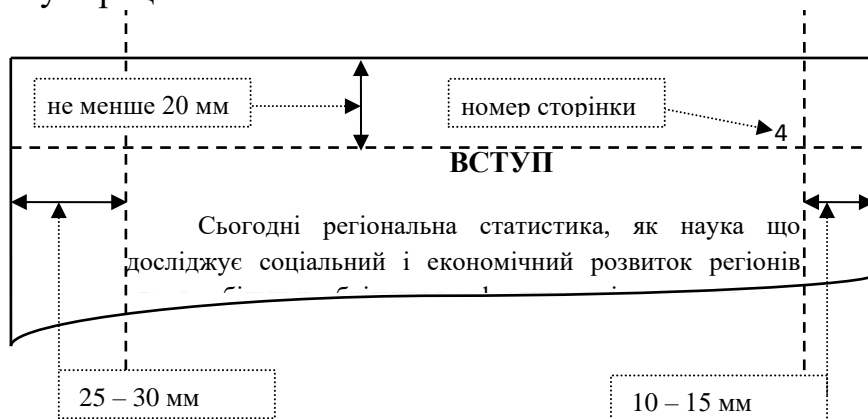 не менше 20 мм
номер сторінки
4
ВСТУП
Сьогодні регіональна статистика, як наука що
досліджує соціальний і економічний розвиток регіонів
25 – 30 мм
10 – 15 мм